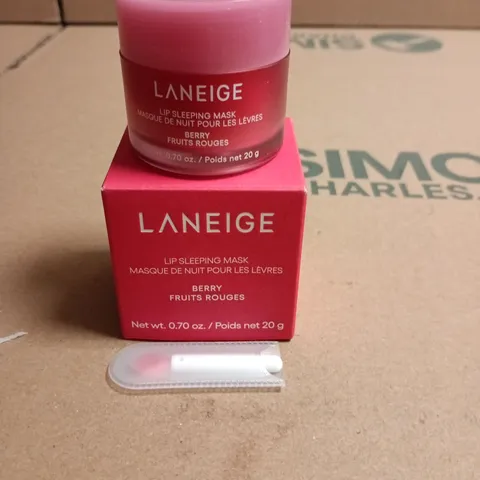 LANEIGE
LIP SLEEPING MASK
MASQUE DE NUIT POUR LES LÈVRES
BERRY
FRUITS ROUGES
0.70 oz. / Poids net 20 g
LANEIGE
LIP SLEEPING MASK
MASQUE DE NUIT POUR LES LÈVRES
BERRY
FRUITS ROUGES
Net wt. 0.70 oz. / Poids net 20 g
SIMO
CHARLES.